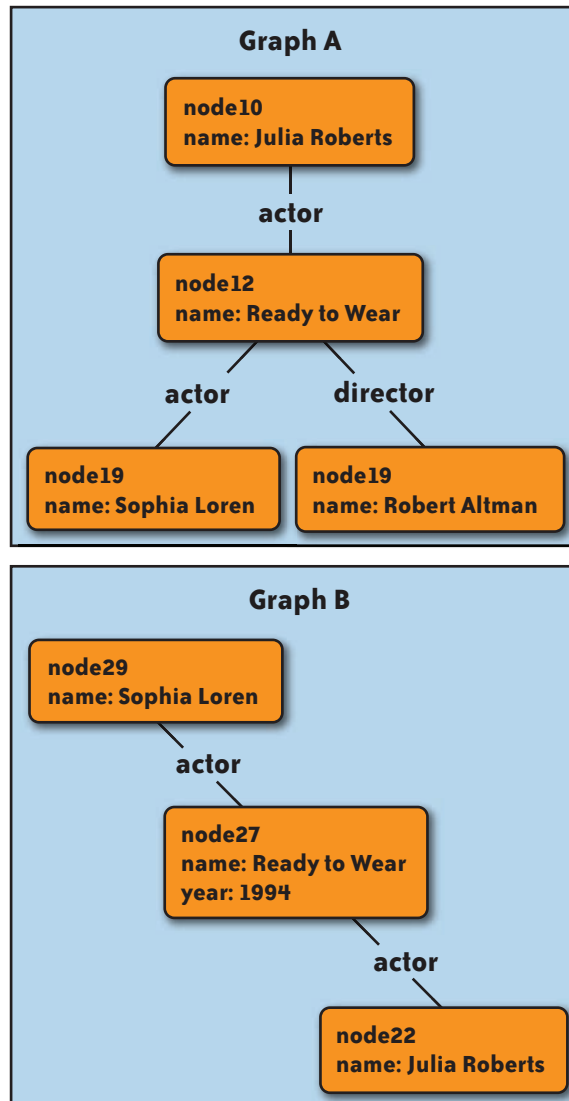 Graph A
node10
name: Julia Roberts
actor
node12
name: Ready to Wear
actor
director
node19
name: Sophia Loren
node19
name: Robert Altman
Graph B
node29
name: Sophia Loren
actor
node27
name: Ready to Wear
year: 1994
actor
node22
name: Julia Roberts